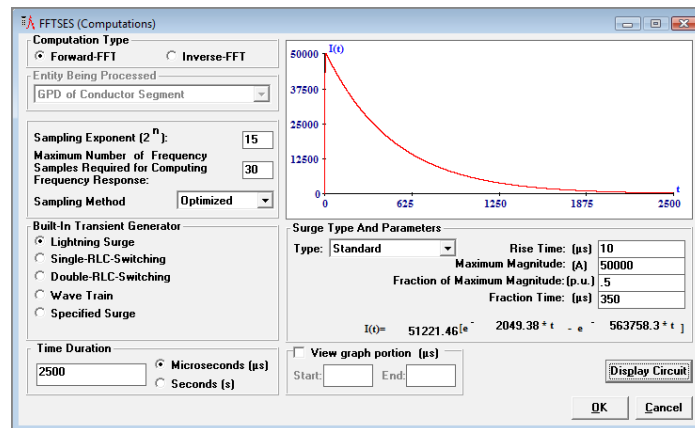 FFTSES (Computations)
Computation Type
Forward-FFT Inverse-FFT
Entity Being Processed
GPD of Conductor Segment
Sampling Exponent (2 n ): 15
Maximum Number of Frequency
Samples Required for Computing 30
Frequency Response:
Sampling Method Optimized
Built-In Transient Generator
Lightning Surge
Single-RLC-Switching
Double-RLC-Switching
Wave Train
Specified Surge
Time Duration
2500
Microseconds (µs)
Seconds (s)
I(t)
50000
37500
25000
12500
0
t
0 625 1250 1875 2500
Surge Type And Parameters
Type: Standard
Rise Time: (µs) 10
Maximum Magnitude: (A) 50000
Fraction of Maximum Magnitude:(p.u.) .5
Fraction Time: (µs) 350
I(t)= 51221.46[e - 2049.38 * t - e - 563758.3 * t ]
View graph portion (µs)
Start: End:
Display Circuit
OK Cancel